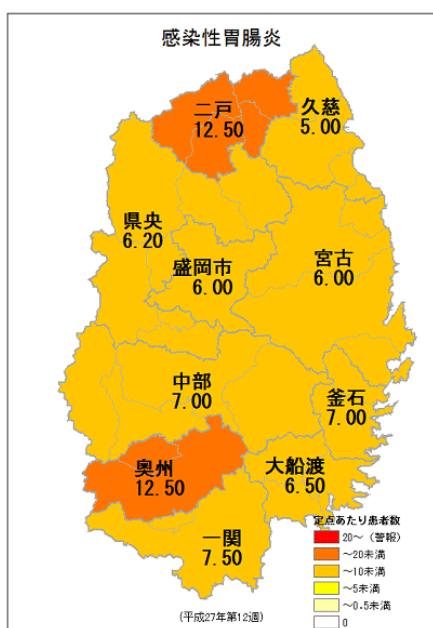 感染性胃腸炎
二戸
12.50
久慈
5.00
県央
6.20
盛岡市
6.00
宮古
6.00
中部
7.00
釜石
7.00
奥州
12.50
大船渡
6.50
一関
7.50
定点あたり患者数
20～（警報）
～20未満
～10未満
～5未満
～0.5未満
0
(平成27年第12週)